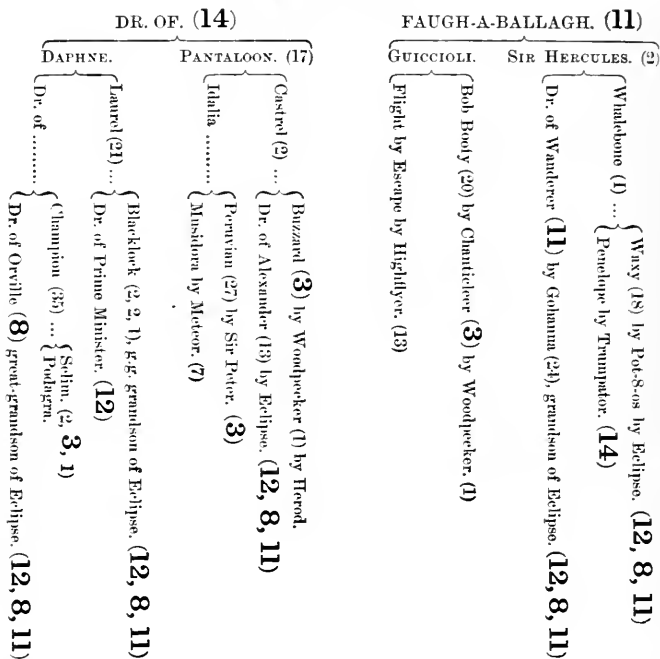 DR. OF. (14)
FAUGH-A-BALLAGH. (11)
DAPHNE.
PANTALOON. (17)
GUICCIOLI.
SIR HERCULES. (2)
Whalebone (1) ...
Waxy (18) by Pot-8-os by Eclipse. (12, 8, 11)
Penelope by Trumpator. (14)
Dr. of Wanderer (11) by Gohanna (24), grandson of Eclipse. (12, 8, 11)
Bob Booty (20) by Chanticleer (3) by Woodpecker. (1)
Flight by Escape by Highflyer. (13)
Castrel (2) ...
Buzzard (3) by Woodpecker (1) by Herod.
Dr. of Alexander (13) by Eclipse. (12, 8, 11)
Idalia .........
Peruvian (27) by Sir Peter. (3)
Musidora by Meteor. (7)
Laurel (21) ...
Blacklock (2, 2, 1), g.g. grandson of Eclipse. (12, 8, 11)
Dr. of Prime Minister. (12)
Dr. of .........
Champion (35) ...
Selim, (2, 3, 1)
Podagra.
Dr. of Orville (8) great-grandson of Eclipse. (12, 8, 11)